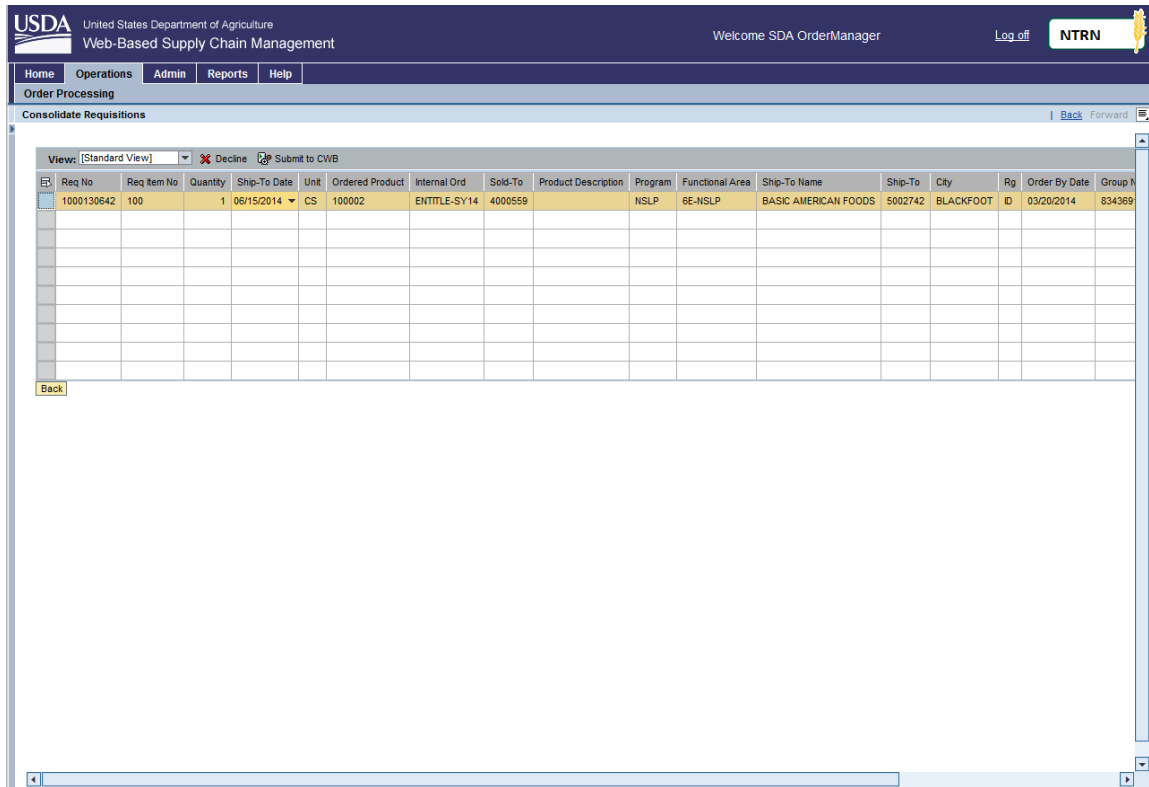 USDA United States Department of Agriculture
Web-Based Supply Chain Management
Welcome SDA OrderManager Log off NTRN
Home Operations Admin Reports Help
Order Processing
Consolidate Requisitions | Back Forward
View: [Standard View] Decline Submit to CWB
Req No Req Item No Quantity Ship-To Date Unit Ordered Product Internal Ord Sold-To Product Description Program Functional Area Ship-To Name Ship-To City Rg Order By Date Group N
1000130642 100 1 06/15/2014 CS 100002 ENTITLE-SY14 4000559 NSLP 6E-NSLP BASIC AMERICAN FOODS 5002742 BLACKFOOT ID 03/20/2014 834369
Back